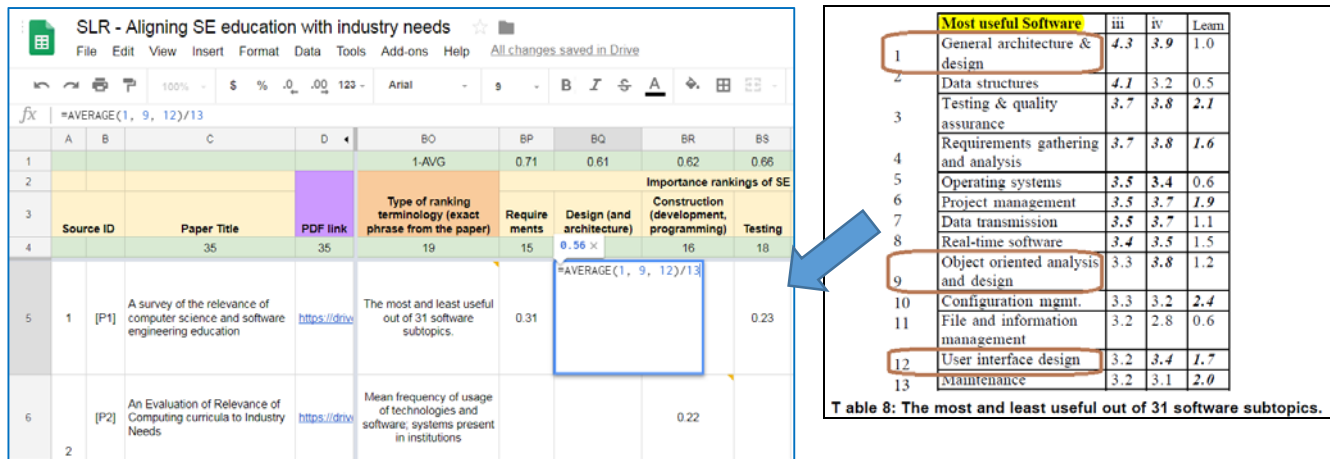 SLR - Aligning SE education with industry needs
File Edit View Insert Format Data Tools Add-ons Help All changes saved in Drive
100% $ % .0 .00 123 Arial 9 B I S A
fx =AVERAGE(1, 9, 12)/13
A B C D BO BP BQ BR BS
1 1-AVG 0.71 0.61 0.62 0.66
2 Importance rankings of SE
3 Source ID Paper Title PDF link Type of ranking terminology (exact phrase from the paper) Require ments Design (and architecture) Construction (development, programming) Testing
4 35 35 19 15 0.56 × 16 18
=AVERAGE(1, 9, 12)/13
5 1 [P1] A survey of the relevance of computer science and software engineering education https://drive The most and least useful out of 31 software subtopics. 0.31 0.23
6 2 [P2] An Evaluation of Relevance of Computing curricula to Industry Needs https://drive Mean frequency of usage of technologies and software; systems present in institutions 0.22
Most useful Software iii iv Learn
1 General architecture & design 4.3 3.9 1.0
2 Data structures 4.1 3.2 0.5
3 Testing & quality assurance 3.7 3.8 2.1
4 Requirements gathering and analysis 3.7 3.8 1.6
5 Operating systems 3.5 3.4 0.6
6 Project management 3.5 3.7 1.9
7 Data transmission 3.5 3.7 1.1
8 Real-time software 3.4 3.5 1.5
9 Object oriented analysis and design 3.3 3.8 1.2
10 Configuration mgmt. 3.3 3.2 2.4
11 File and information management 3.2 2.8 0.6
12 User interface design 3.2 3.4 1.7
13 Maintenance 3.2 3.1 2.0
T able 8: The most and least useful out of 31 software subtopics.